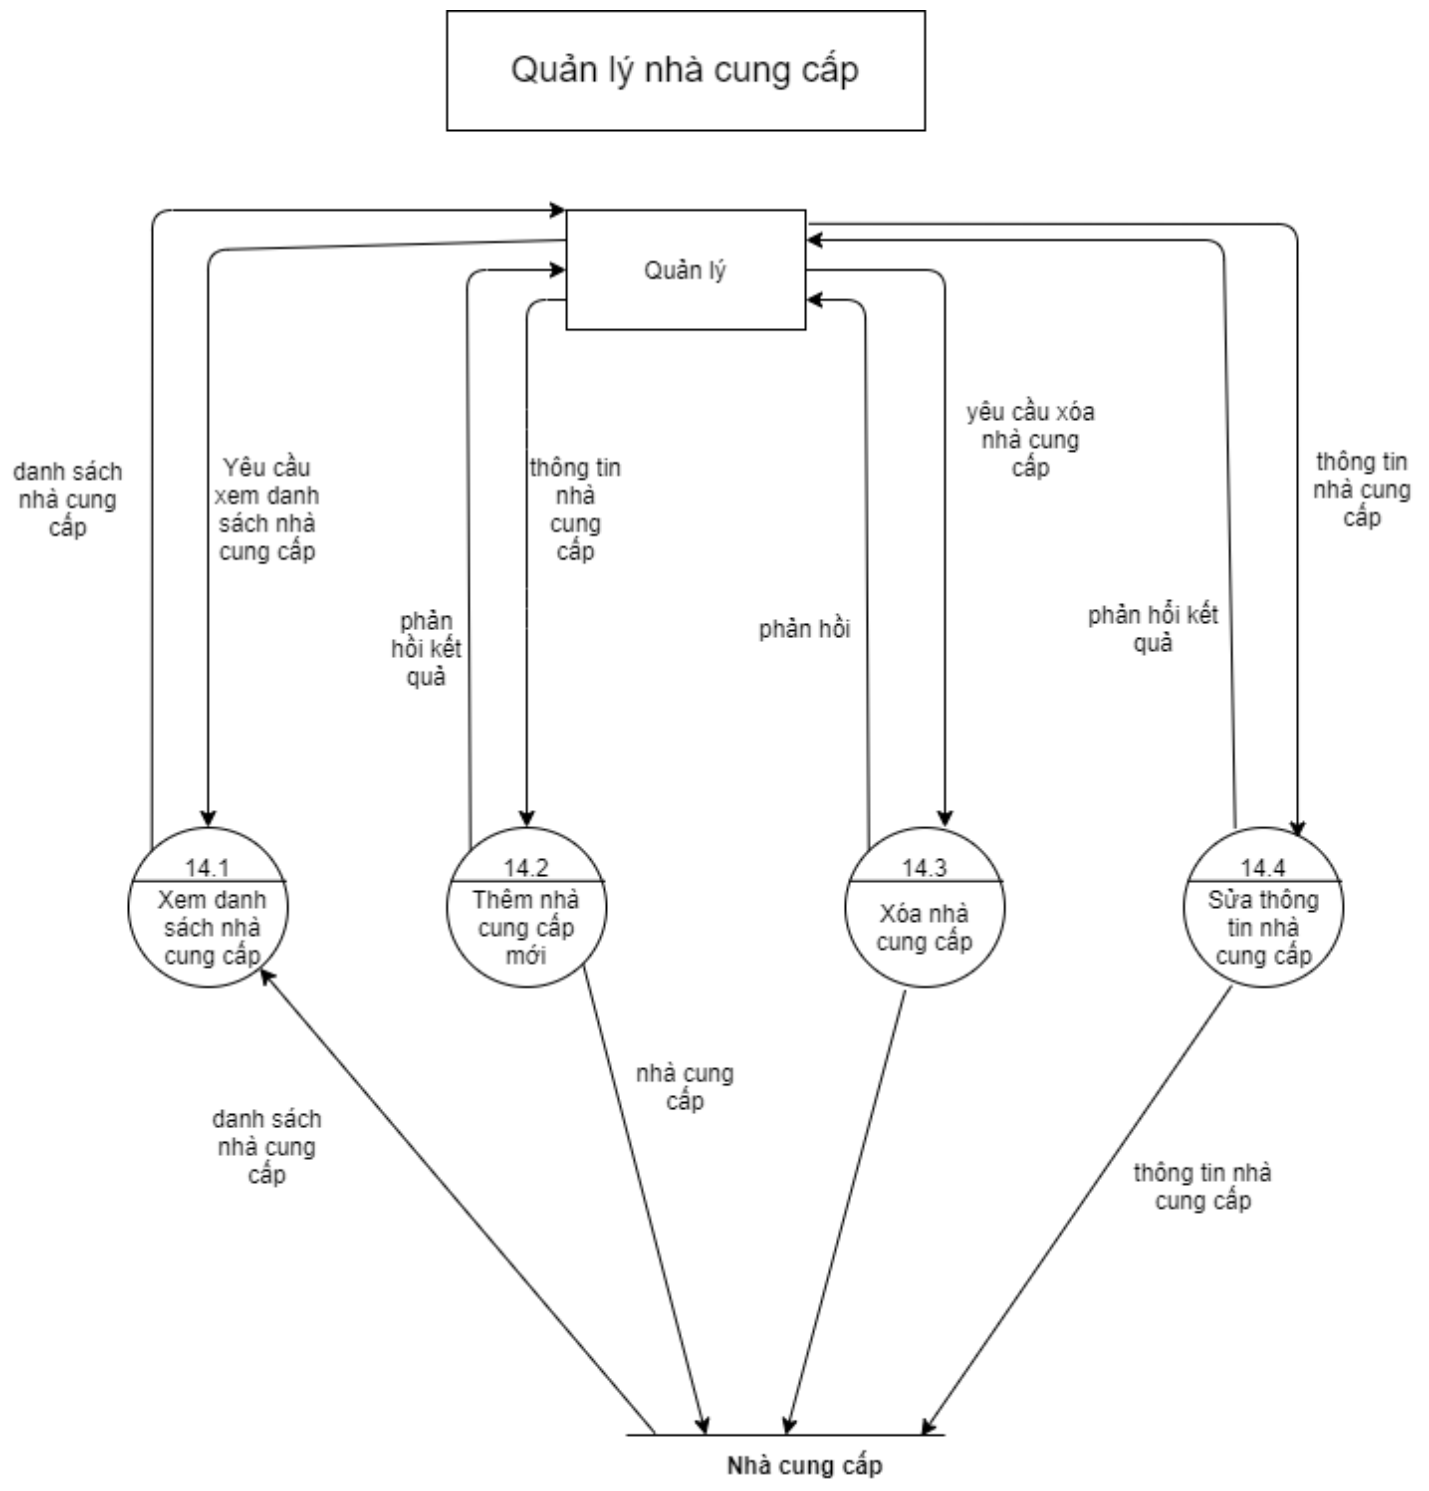 Quản lý nhà cung cấp
Quản lý
danh sách
nhà cung
cấp
Yêu cầu
xem danh
sách nhà
cung cấp
phản
hồi kết
quả
thông tin
nhà
cung
cấp
phản hồi
yêu cầu xóa
nhà cung
cấp
phản hổi kết
quả
thông tin
nhà cung
cấp
14.1
Xem danh
sách nhà
cung cấp
14.2
Thêm nhà
cung cấp
mới
14.3
Xóa nhà
cung cấp
14.4
Sửa thông
tin nhà
cung cấp
danh sách
nhà cung
cấp
nhà cung
cấp
thông tin nhà
cung cấp
Nhà cung cấp